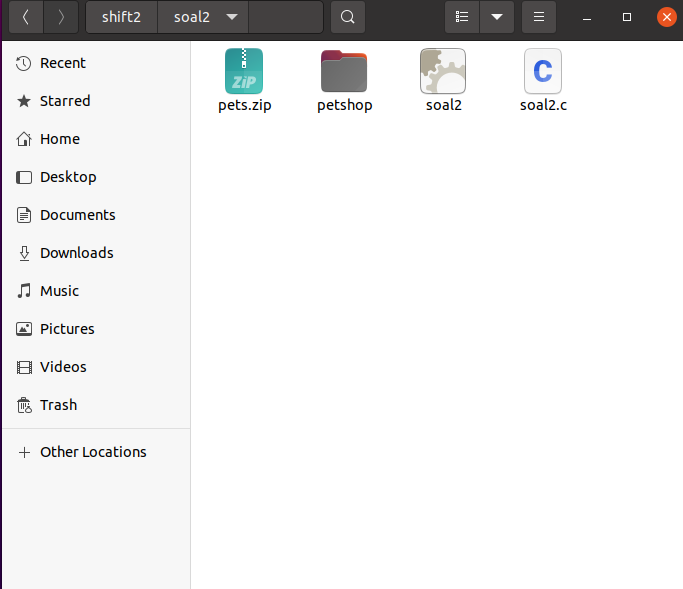 shift2 soal2
Recent
Starred
Home
Desktop
Documents
Downloads
Music
Pictures
Videos
Trash
Other Locations
ZiP
C
pets.zip petshop soal2 soal2.c